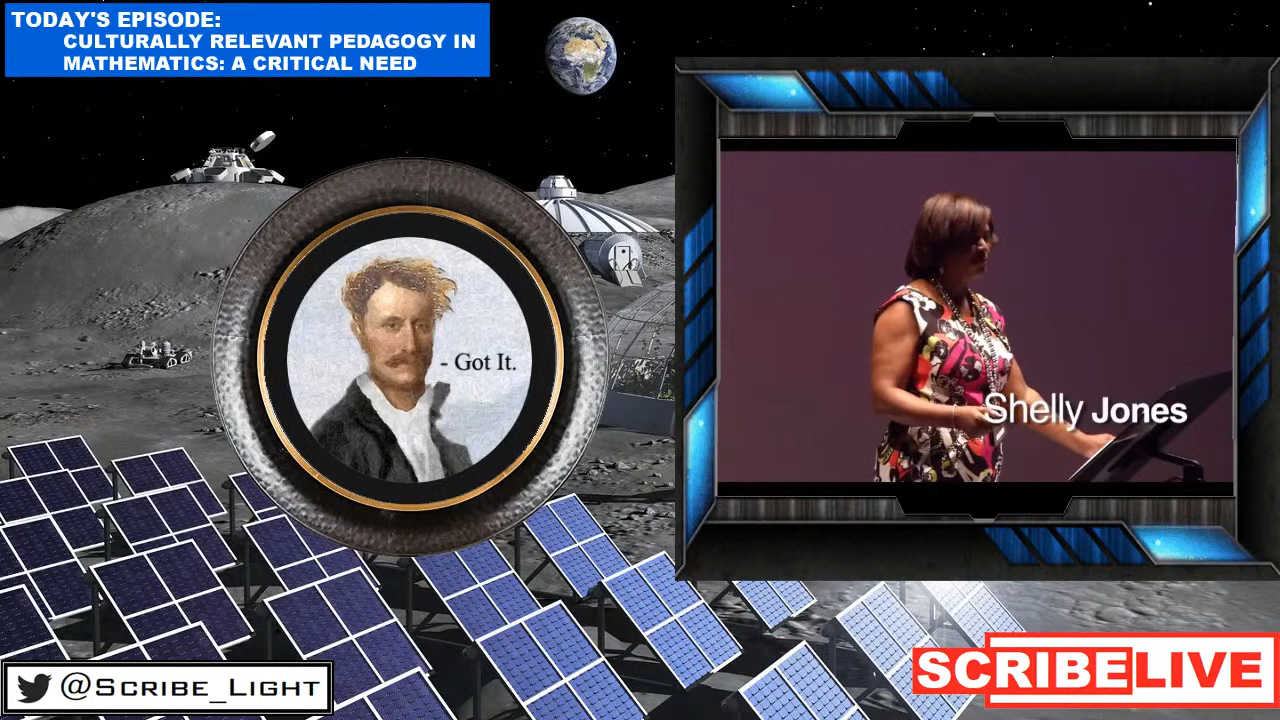 TODAY'S EPISODE:
CULTURALLY RELEVANT PEDAGOGY IN
MATHEMATICS: A CRITICAL NEED
- Got It.
Shelly Jones
@SCRIBE_LIGHT
SCRIBELIVE